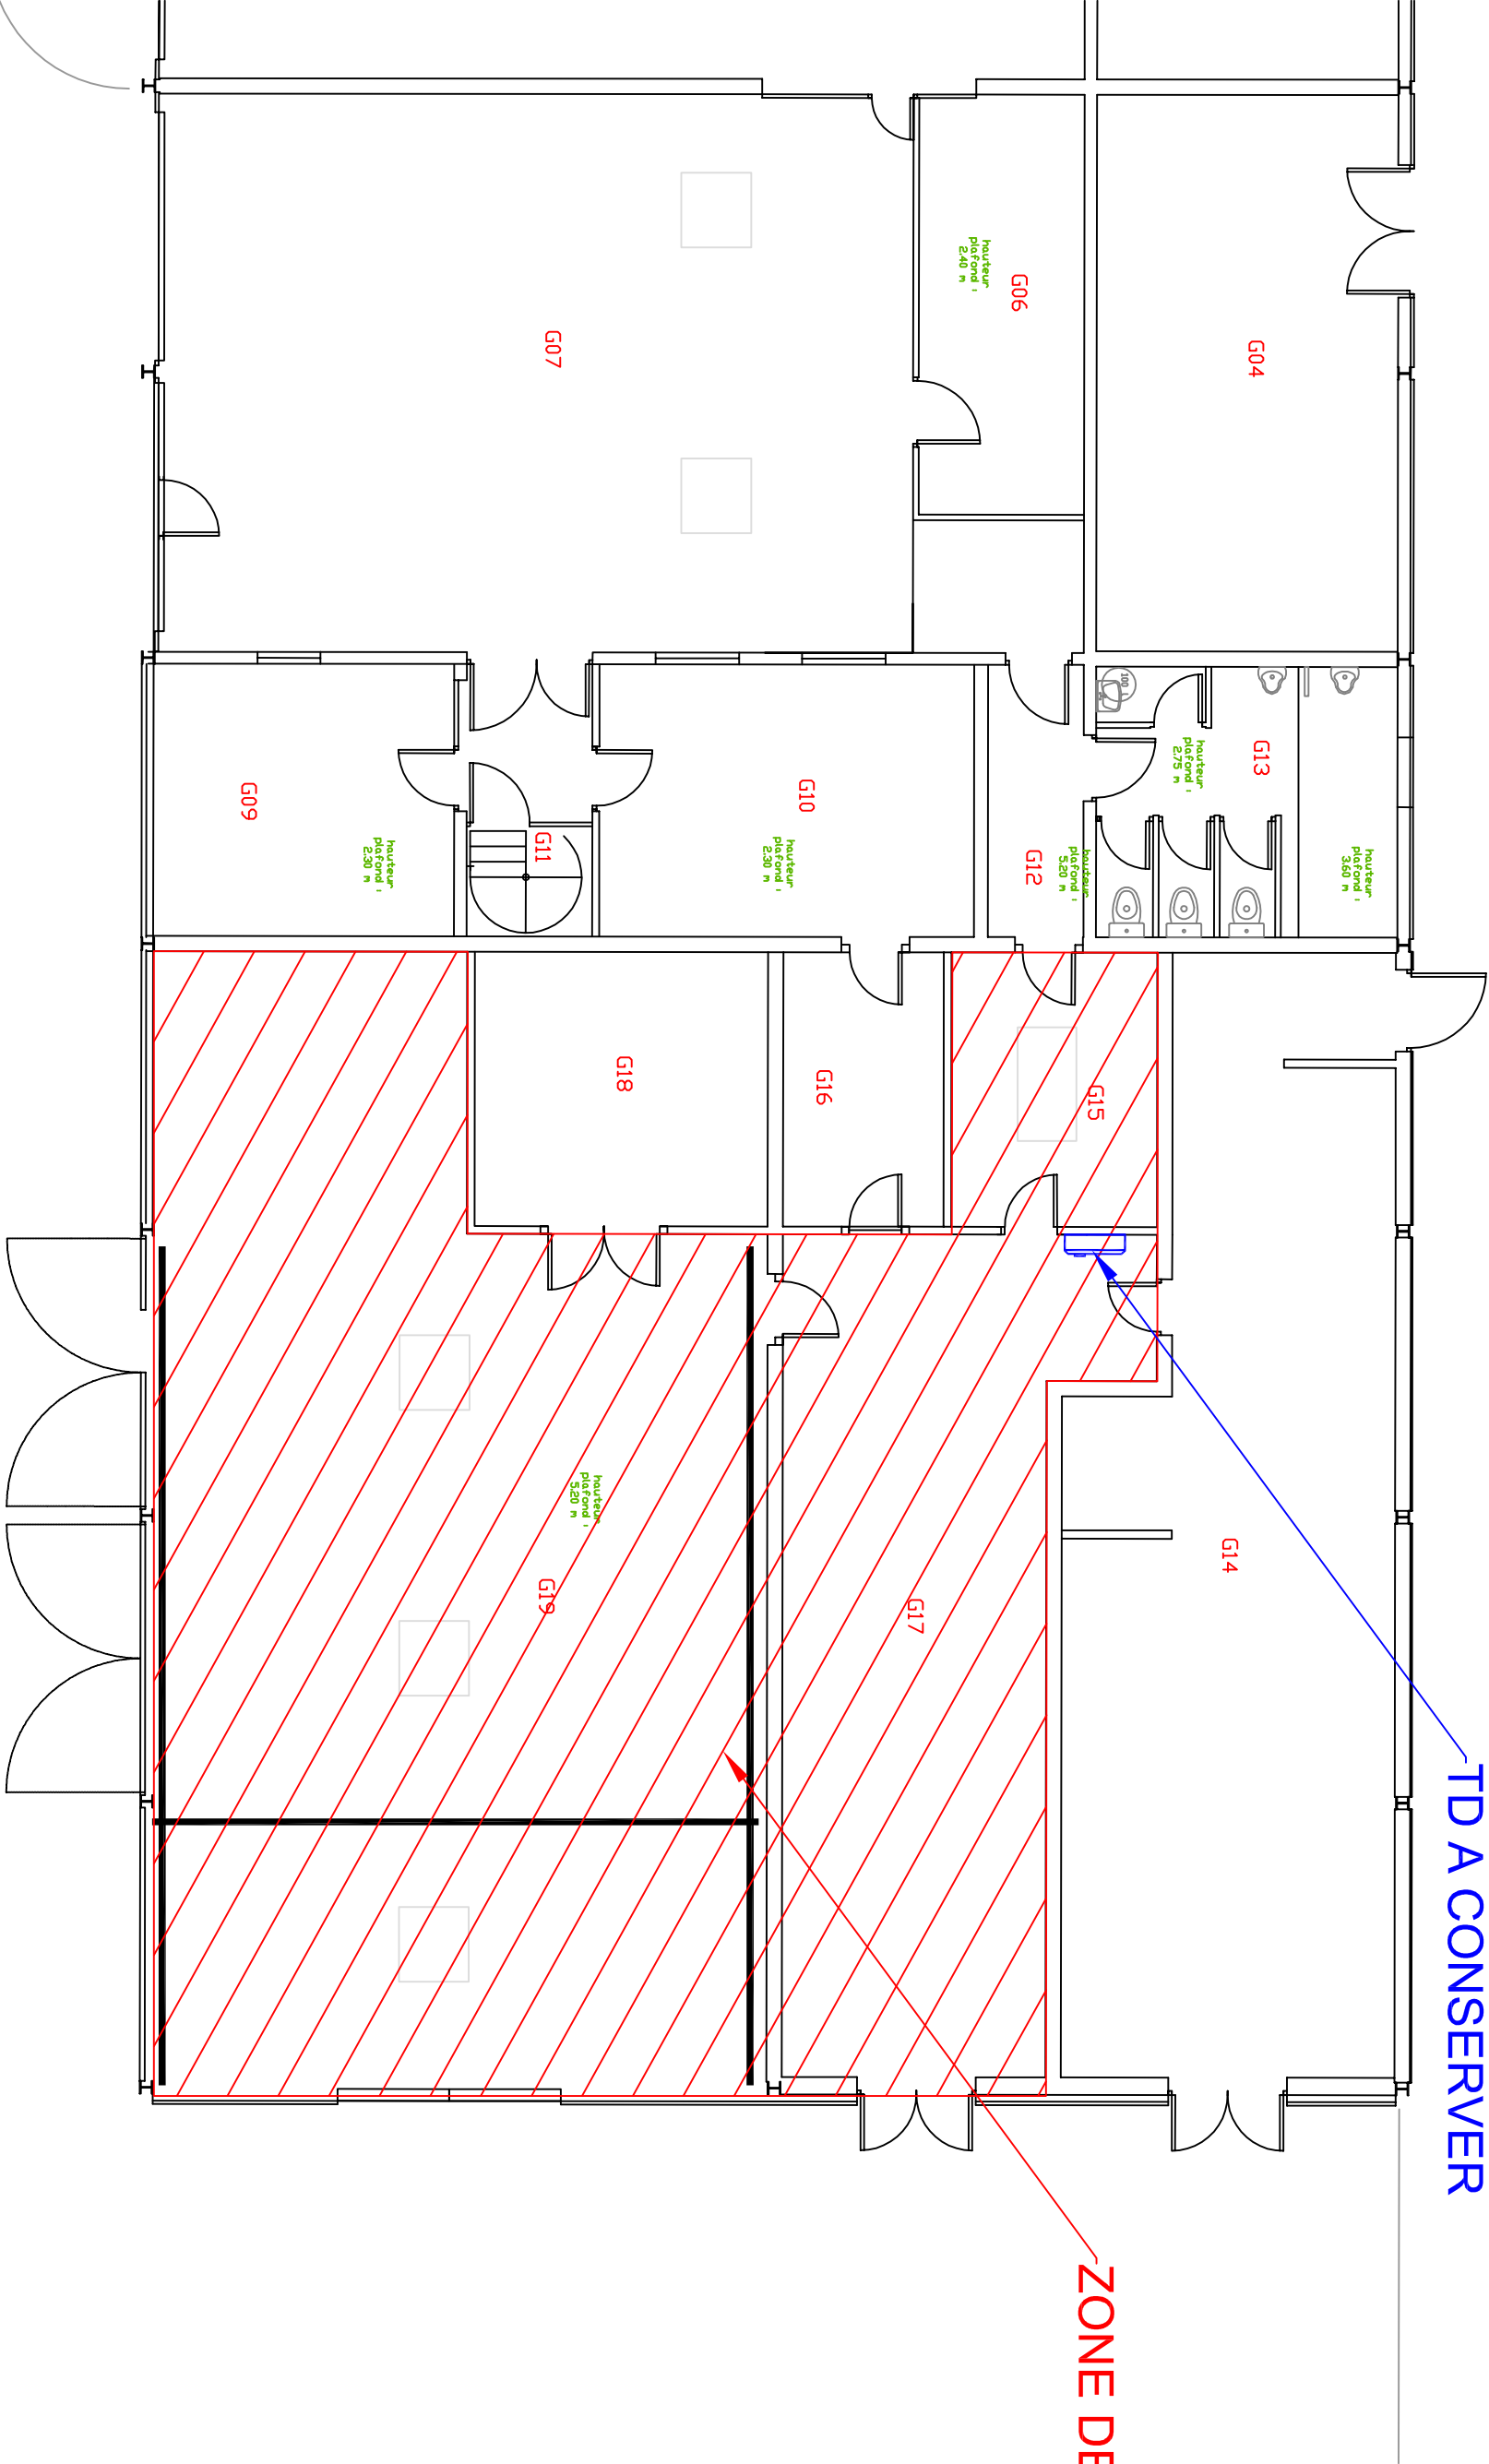 TD A CONSERVER
hauteur
plafond :
3.60 m
G13
G04
G14
hauteur
plafond :
2.75 m
100 l
ZONE DE
G15
hauteur
plafond :
5.20 m
G12
G06
hauteur
plafond :
2.40 m
G17
G16
G10
hauteur
plafond :
2.30 m
G18
hauteur
plafond :
5.20 m
G07
G19
G11
hauteur
plafond :
2.30 m
G09